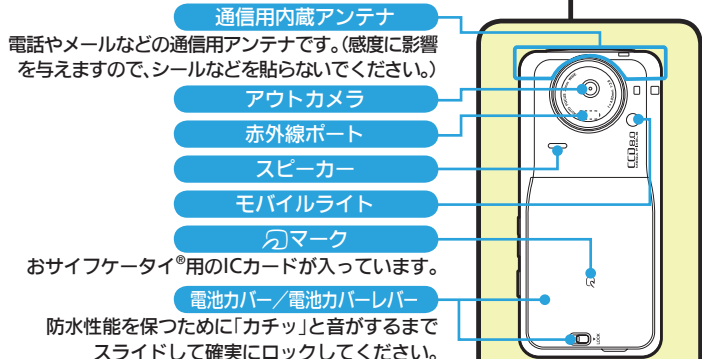 通信用内蔵アンテナ
電話やメールなどの通信用アンテナです。(感度に影響
を与えますので、シールなどを貼らないでください。)
アウトカメラ
赤外線ポート
スピーカー
モバイルライト
マーク
おサイフケータイ®用のICカードが入っています。
電池カバー／電池カバーレバー
防水性能を保つために「カチッ」と音がするまで
スライドして確実にロックしてください。
CCD 8.0
LOCK